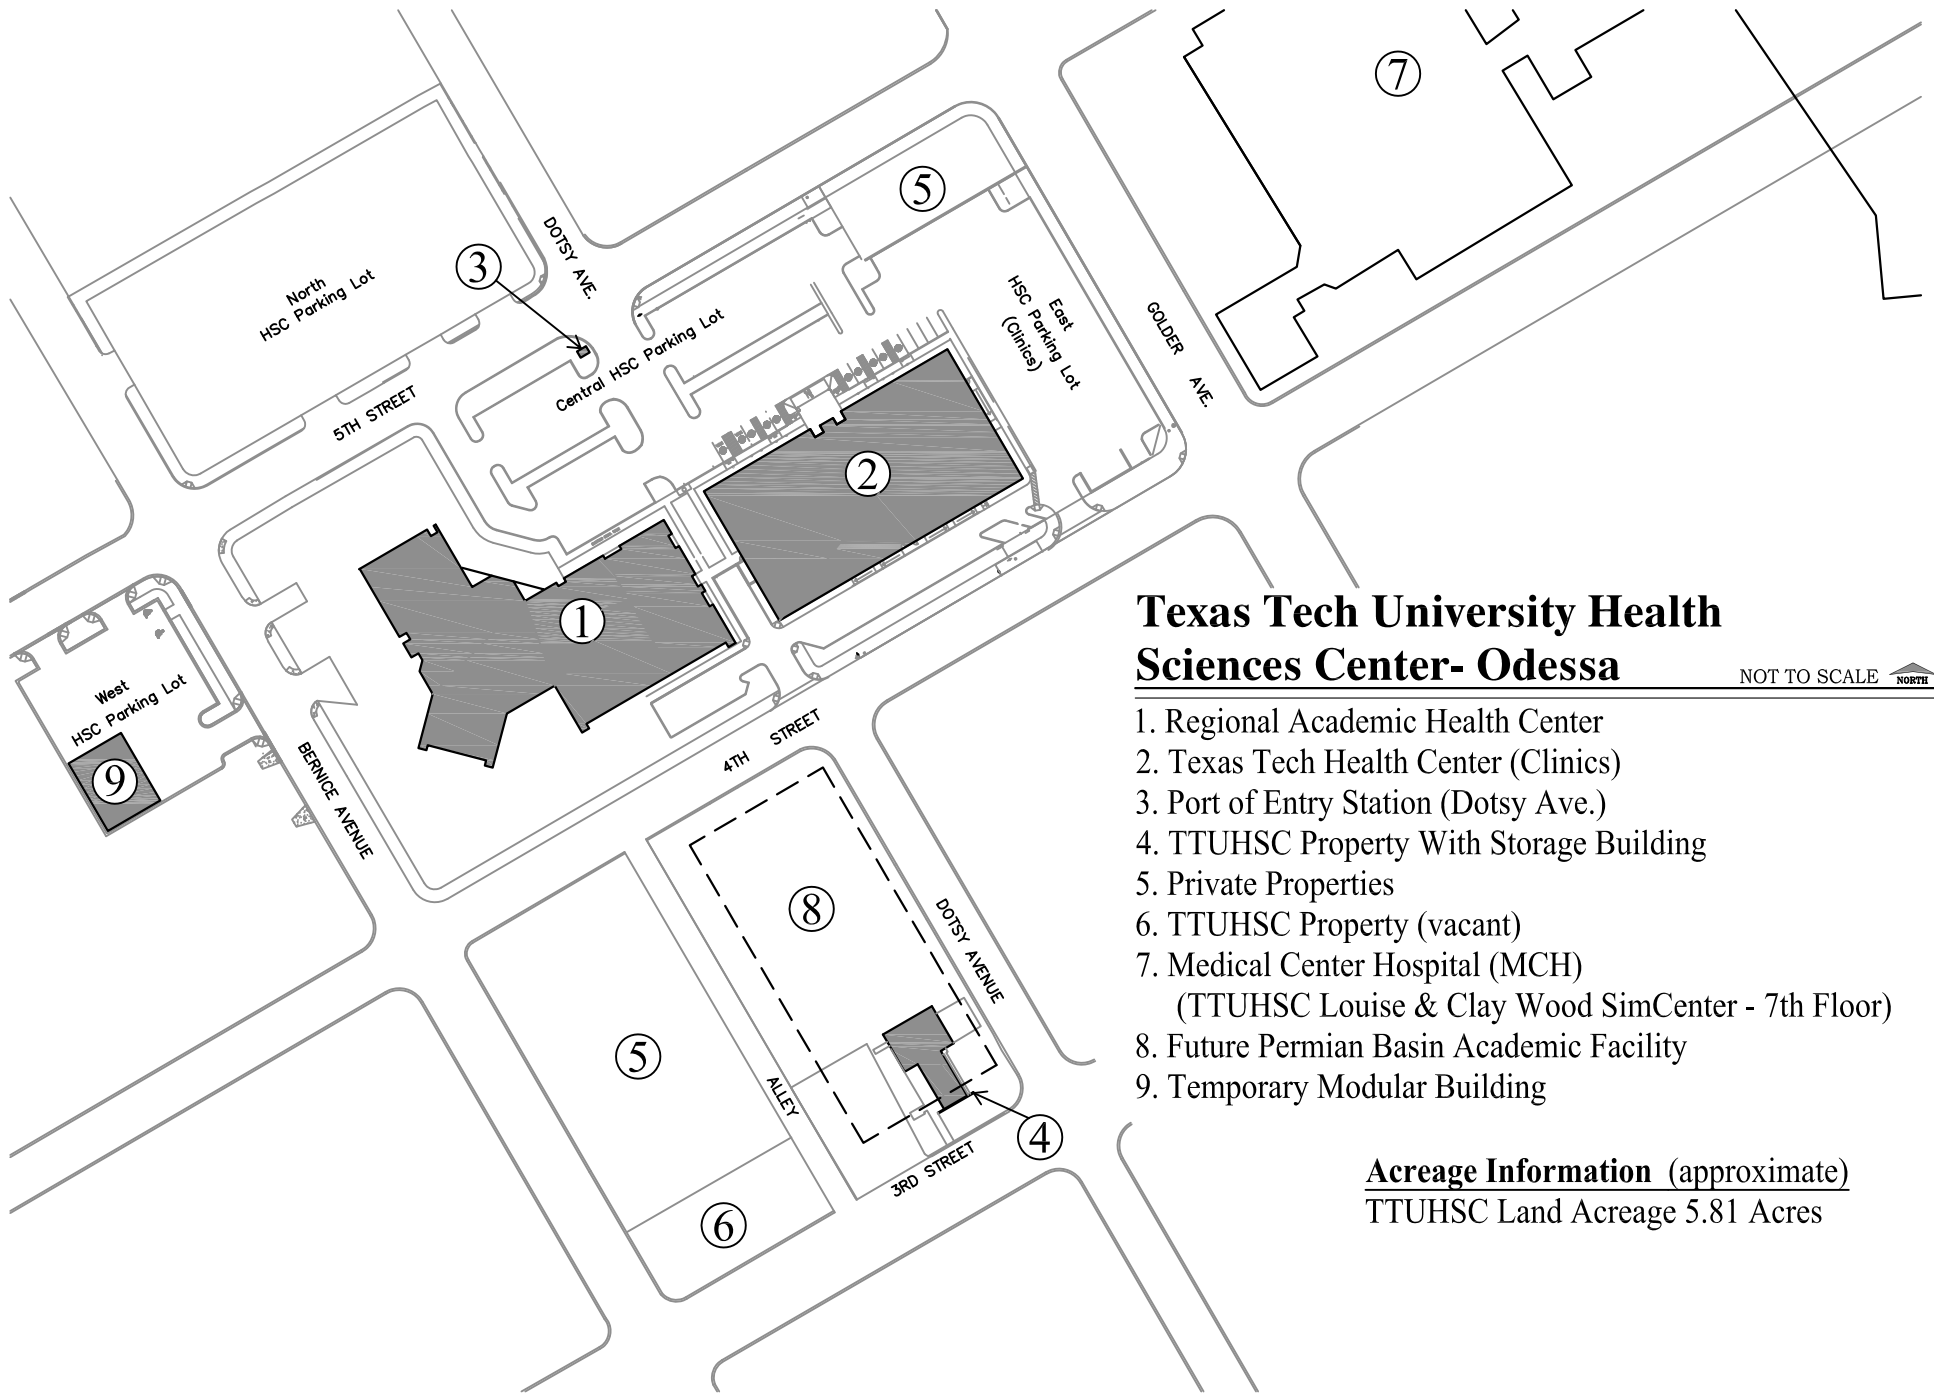 7
5
DOTSY AVE.
3
North
HSC Parking Lot
East
HSC Parking Lot
(Clinics)
GOLDER AVE.
Central HSC Parking Lot
5TH STREET
2
1
West
HSC Parking Lot
9
BERNICE AVENUE
4TH STREET
8
DOTSY AVENUE
5
ALLEY
4
3RD STREET
6
Texas Tech University Health
Sciences Center- Odessa
NOT TO SCALE
NORTH
1. Regional Academic Health Center
2. Texas Tech Health Center (Clinics)
3. Port of Entry Station (Dotsy Ave.)
4. TTUHSC Property With Storage Building
5. Private Properties
6. TTUHSC Property (vacant)
7. Medical Center Hospital (MCH)
(TTUHSC Louise & Clay Wood SimCenter - 7th Floor)
8. Future Permian Basin Academic Facility
9. Temporary Modular Building
Acreage Information (approximate)
TTUHSC Land Acreage 5.81 Acres